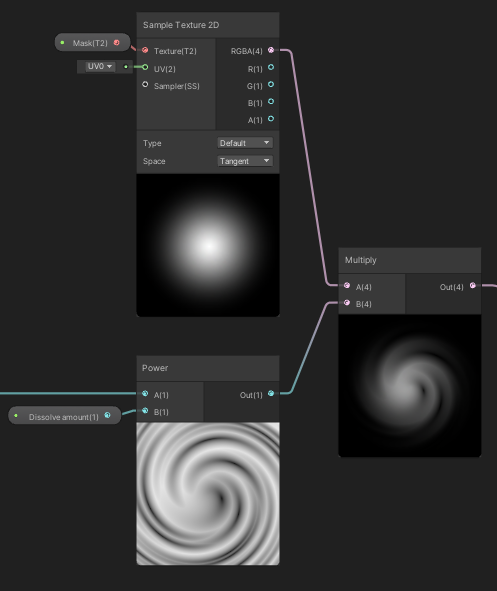 Sample Texture 2D
Mask(T2)
Texture(T2)
RGBA(4)
UV0
UV(2)
R(1)
Sampler(SS)
G(1)
B(1)
A(1)
Type
Default
Space
Tangent
Multiply
A(4)
Out(4)
B(4)
Power
A(1)
Out(1)
Dissolve amount(1)
B(1)